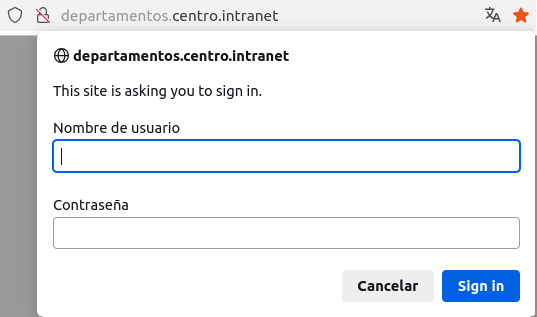 departamentos.centro.intranet
departamentos.centro.intranet
This site is asking you to sign in.
Nombre de usuario
Contraseña
Cancelar
Sign in